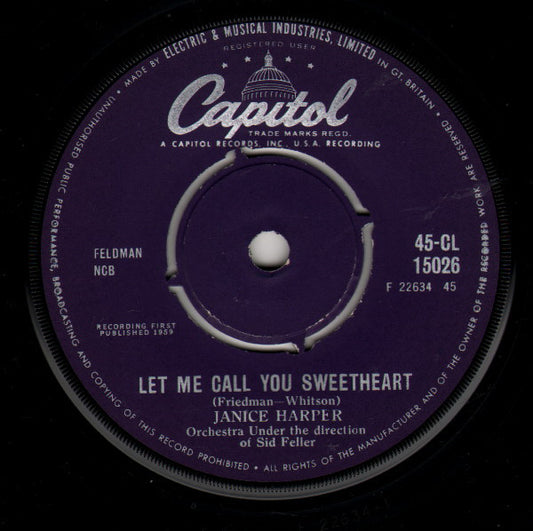 MADE BY ELECTRIC & MUSICAL INDUSTRIES, LIMITED IN GT. BRITAIN • ALL RIGHTS OF THE MANUFACTURER AND OF THE OWNER OF THE RECORDED WORK ARE RESERVED
UNAUTHORISED PUBLIC PERFORMANCE, BROADCASTING AND COPYING OF THIS RECORD PROHIBITED •
REGISTERED USER
Capitol
TRADE MARKS REGD.
A CAPITOL RECORDS, INC., U.S.A. RECORDING
FELDMAN
NCB
45-CL
15026
F 22634 45
RECORDING FIRST
PUBLISHED 1959
LET ME CALL YOU SWEETHEART
(Friedman—Whitson)
JANICE HARPER
Orchestra Under the direction
of Sid Feller